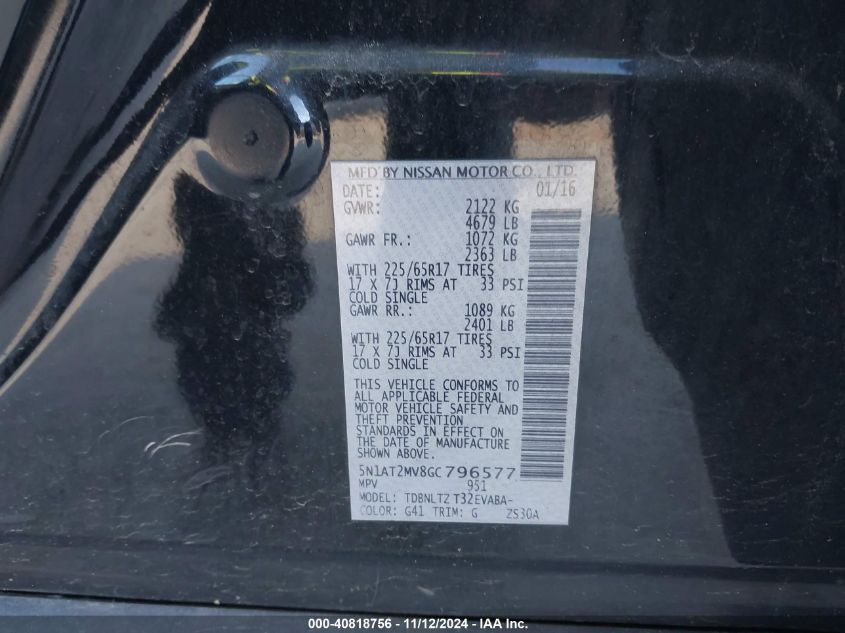 MFD BY NISSAN MOTOR CO., LTD.
DATE: 01/16
GVWR: 2122 KG
4679 LB
GAWR FR.: 1072 KG
2363 LB
WITH 225/65R17 TIRES
17 X 7J RIMS AT 33 PSI
COLD SINGLE
GAWR RR.: 1089 KG
2401 LB
WITH 225/65R17 TIRES
17 X 7J RIMS AT 33 PSI
COLD SINGLE
THIS VEHICLE CONFORMS TO
ALL APPLICABLE FEDERAL
MOTOR VEHICLE SAFETY AND
THEFT PREVENTION
STANDARDS IN EFFECT ON
THE DATE OF MANUFACTURE
SHOWN ABOVE.
5N1AT2MV8GC796577
MPV 951
MODEL: TDBNLTZ T32EVABA-
COLOR: G41 TRIM: G ZS30A
000-40818756 - 11/12/2024 - IAA Inc.